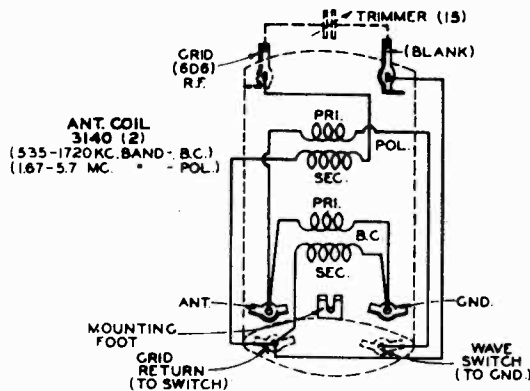 TRIMMER (15)
GRID
(6D6)
R.F.
(BLANK)
ANT. COIL
3140 (2)
(535-1720 KC. BAND - B.C.)
(1.67-5.7 MC. " - POL.)
PRI.
POL.
SEC.
PRI.
B.C
SEC.
ANT.
GND.
MOUNTING
FOOT
GRID
RETURN
(TO SWITCH)
WAVE
SWITCH
(TO GND.)